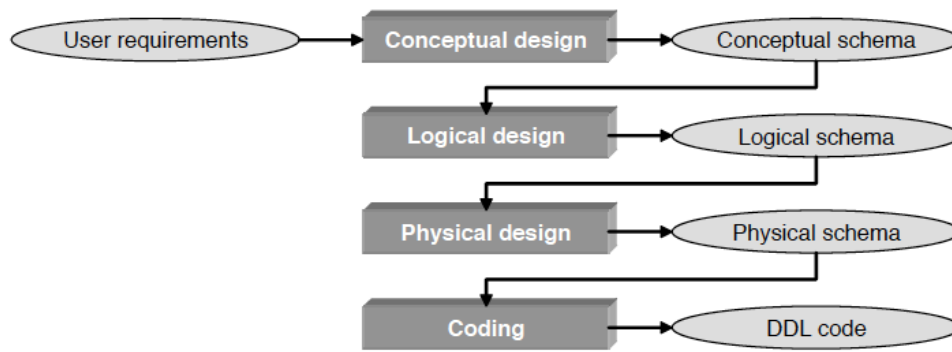 User requirements
Conceptual design
Conceptual schema
Logical design
Logical schema
Physical design
Physical schema
Coding
DDL code